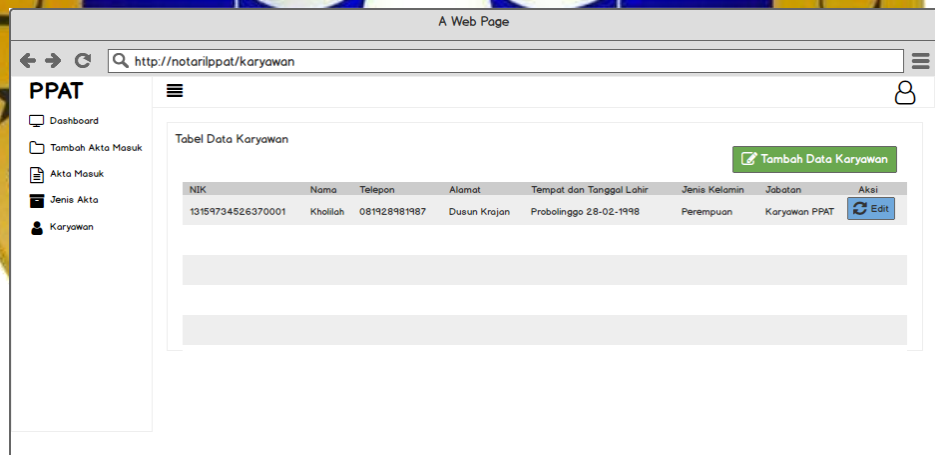 A Web Page
http://notarilppat/karyawan
PPAT
Dashboard
Tambah Akta Masuk
Akta Masuk
Jenis Akta
Karyawan
Tabel Data Karyawan
Tambah Data Karyawan
NIK Nama Telepon Alamat Tempat dan Tanggal Lahir Jenis Kelamin Jabatan Aksi
13159734526370001 Kholilah 081928981987 Dusun Krajan Probolinggo 28-02-1998 Perempuan Karyawan PPAT Edit